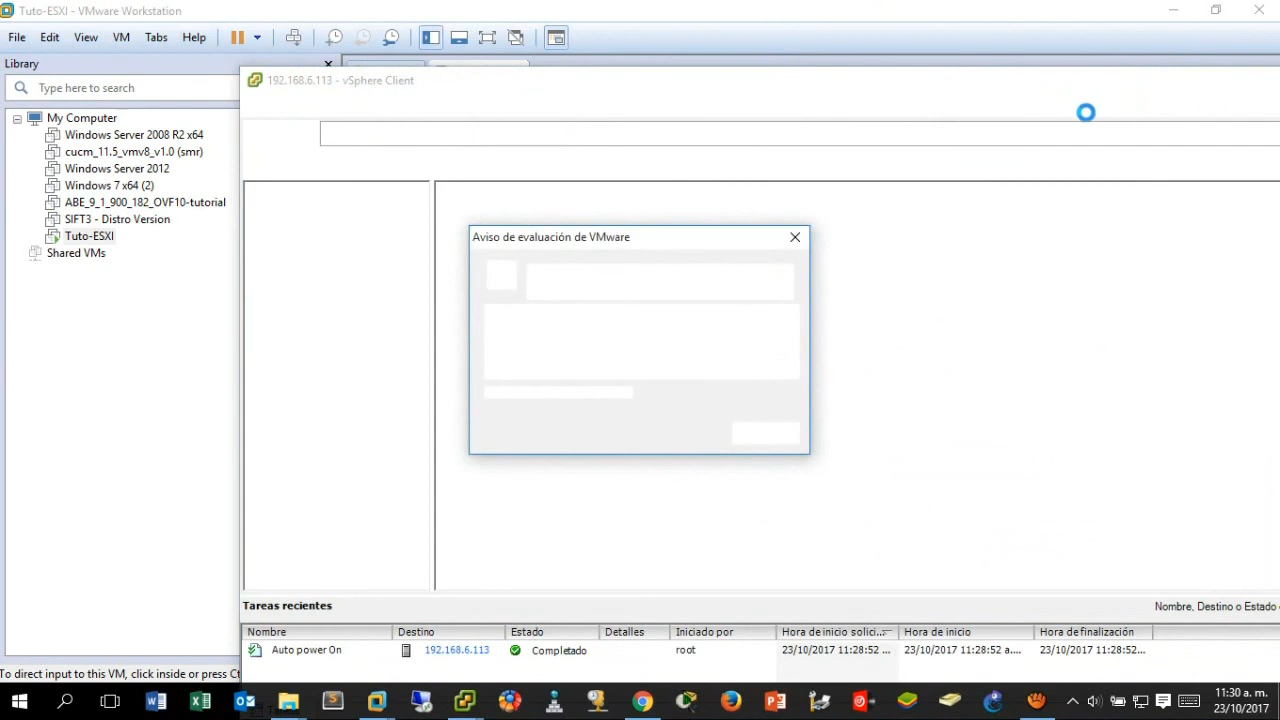 Tuto-ESXI - VMware Workstation
File Edit View VM Tabs Help
Library
Type here to search
My Computer
Windows Server 2008 R2 x64
cucm_11.5_vmv8_v1.0 (smr)
Windows Server 2012
Windows 7 x64 (2)
ABE_9_1_900_182_OVF10-tutorial
SIFT3 - Distro Version
Tuto-ESXI
Shared VMs
192.168.6.113 - vSphere Client
Aviso de evaluación de VMware
Tareas recientes
Nombre, Destino o Estado
Nombre Destino Estado Detalles Iniciado por Hora de inicio solici... Hora de inicio Hora de finalización
Auto power On 192.168.6.113 Completado root 23/10/2017 11:28:52 ... 23/10/2017 11:28:52 a.... 23/10/2017 11:28:52...
To direct input to this VM, click inside or press Ct
11:30 a. m.
23/10/2017